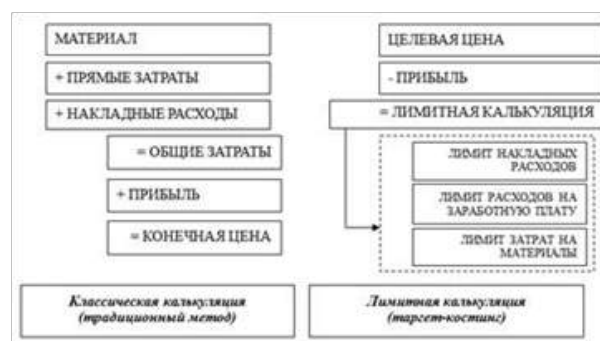 МАТЕРИАЛ
+ ПРЯМЫЕ ЗАТРАТЫ
+ НАКЛАДНЫЕ РАСХОДЫ
= ОБЩИЕ ЗАТРАТЫ
+ ПРИБЫЛЬ
= КОНЕЧНАЯ ЦЕНА
Классическая калькуляция
(традиционный метод)
ЦЕЛЕВАЯ ЦЕНА
- ПРИБЫЛЬ
= ЛИМИТНАЯ КАЛЬКУЛЯЦИЯ
ЛИМИТ НАКЛАДНЫХ
РАСХОДОВ
ЛИМИТ РАСХОДОВ НА
ЗАРАБОТНУЮ ПЛАТУ
ЛИМИТ ЗАТРАТ НА
МАТЕРИАЛЫ
Лимитная калькуляция
(таргет-костинг)